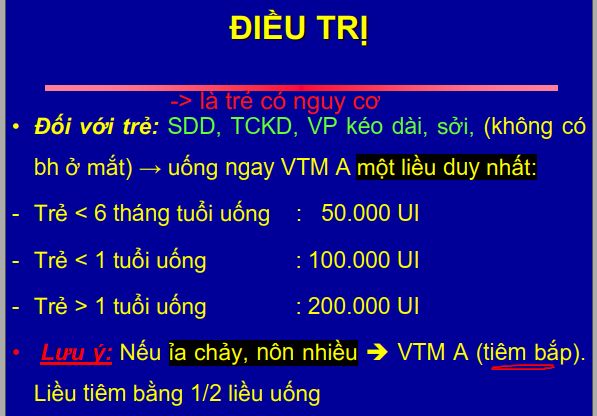 ĐIỀU TRỊ
-> là trẻ có nguy cơ
• Đối với trẻ: SDD, TCKD, VP kéo dài, sởi, (không có
bh ở mắt) → uống ngay VTM A một liều duy nhất:
- Trẻ < 6 tháng tuổi uống : 50.000 UI
- Trẻ < 1 tuổi uống : 100.000 UI
- Trẻ > 1 tuổi uống : 200.000 UI
• Lưu ý: Nếu ỉa chảy, nôn nhiều ➔ VTM A (tiêm bắp).
Liều tiêm bằng 1/2 liều uống